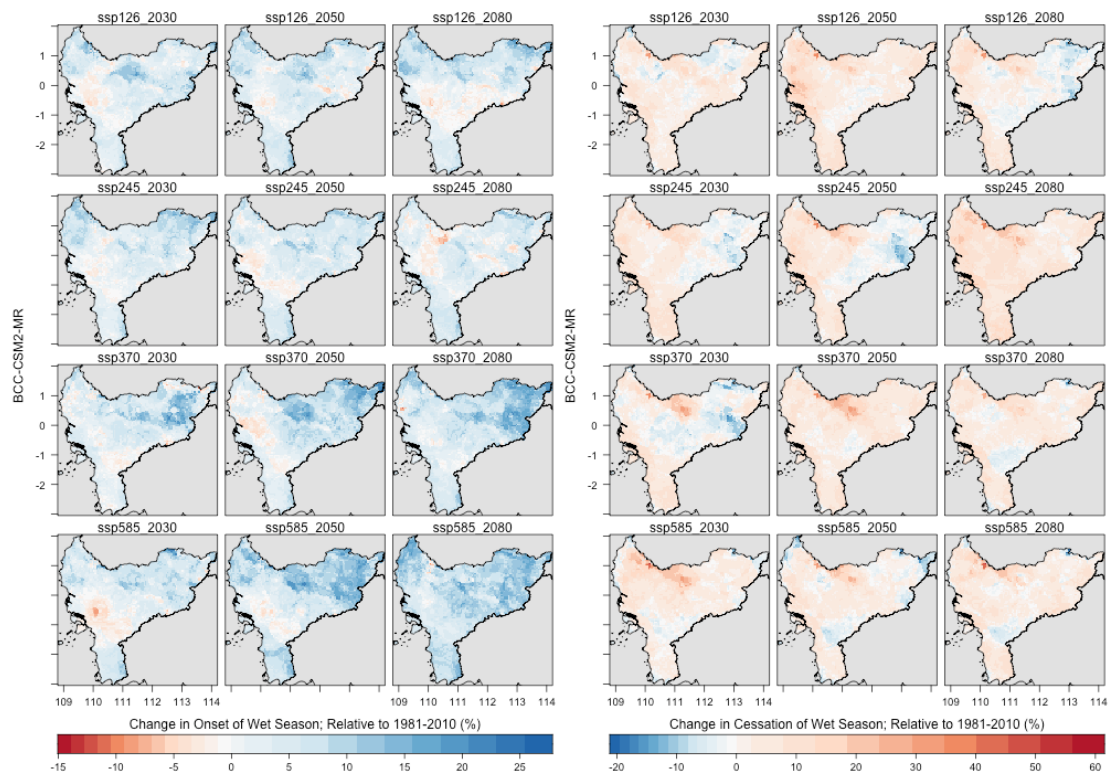 ssp126_2030 ssp126_2050 ssp126_2080 ssp126_2030 ssp126_2050 ssp126_2080
1
0
-1
-2
1
0
-1
-2
ssp245_2030 ssp245_2050 ssp245_2080 ssp245_2030 ssp245_2050 ssp245_2080
BCC-CSM2-MR
BCC-CSM2-MR
ssp370_2030 ssp370_2050 ssp370_2080 ssp370_2030 ssp370_2050 ssp370_2080
1
0
-1
-2
1
0
-1
-2
ssp585_2030 ssp585_2050 ssp585_2080 ssp585_2030 ssp585_2050 ssp585_2080
109 110 111 112 113 114 109 110 111 112 113 114 109 110 111 112 113 114 109 110 111 112 113 114
Change in Onset of Wet Season; Relative to 1981-2010 (%)
-15 -10 -5 0 5 10 15 20 25
Change in Cessation of Wet Season; Relative to 1981-2010 (%)
-20 -10 0 10 20 30 40 50 60